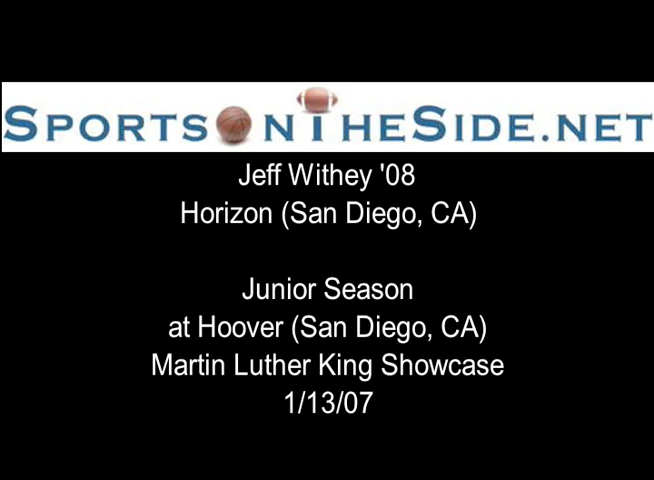 SPORTSONTHESIDE.NET
Jeff Withey '08
Horizon (San Diego, CA)
Junior Season
at Hoover (San Diego, CA)
Martin Luther King Showcase
1/13/07